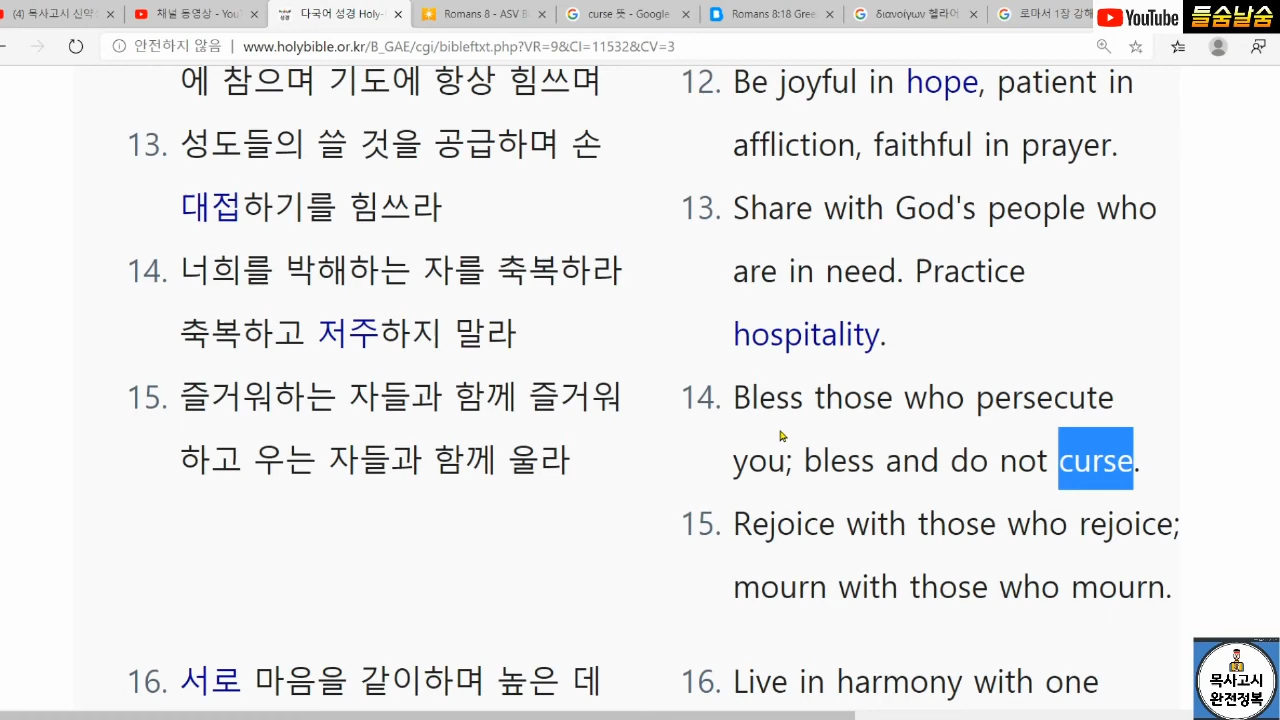 (4) 목사고시 신약
채널 동영상 - YouT
다국어 성경 Holy-
Romans 8
curse 뜻 - Google
Romans 8:18 Gree
διανοίγων 헬라어
로마서 1장 강해
YouTube
들숨날숨
안전하지 않음 | www.holybible.or.kr/B_GAE/cgi/bibleftxt.php?VR=9&CI=11532&CV=3
에 참으며 기도에 항상 힘쓰며
13. 성도들의 쓸 것을 공급하며 손
대접하기를 힘쓰라
14. 너희를 박해하는 자를 축복하라
축복하고 저주하지 말라
15. 즐거워하는 자들과 함께 즐거워
하고 우는 자들과 함께 울라
16. 서로 마음을 같이하며 높은 데
12. Be joyful in hope, patient in
affliction, faithful in prayer.
13. Share with God's people who
are in need. Practice
hospitality.
14. Bless those who persecute
you; bless and do not curse.
15. Rejoice with those who rejoice;
mourn with those who mourn.
16. Live in harmony with one
목사고시
완전정복